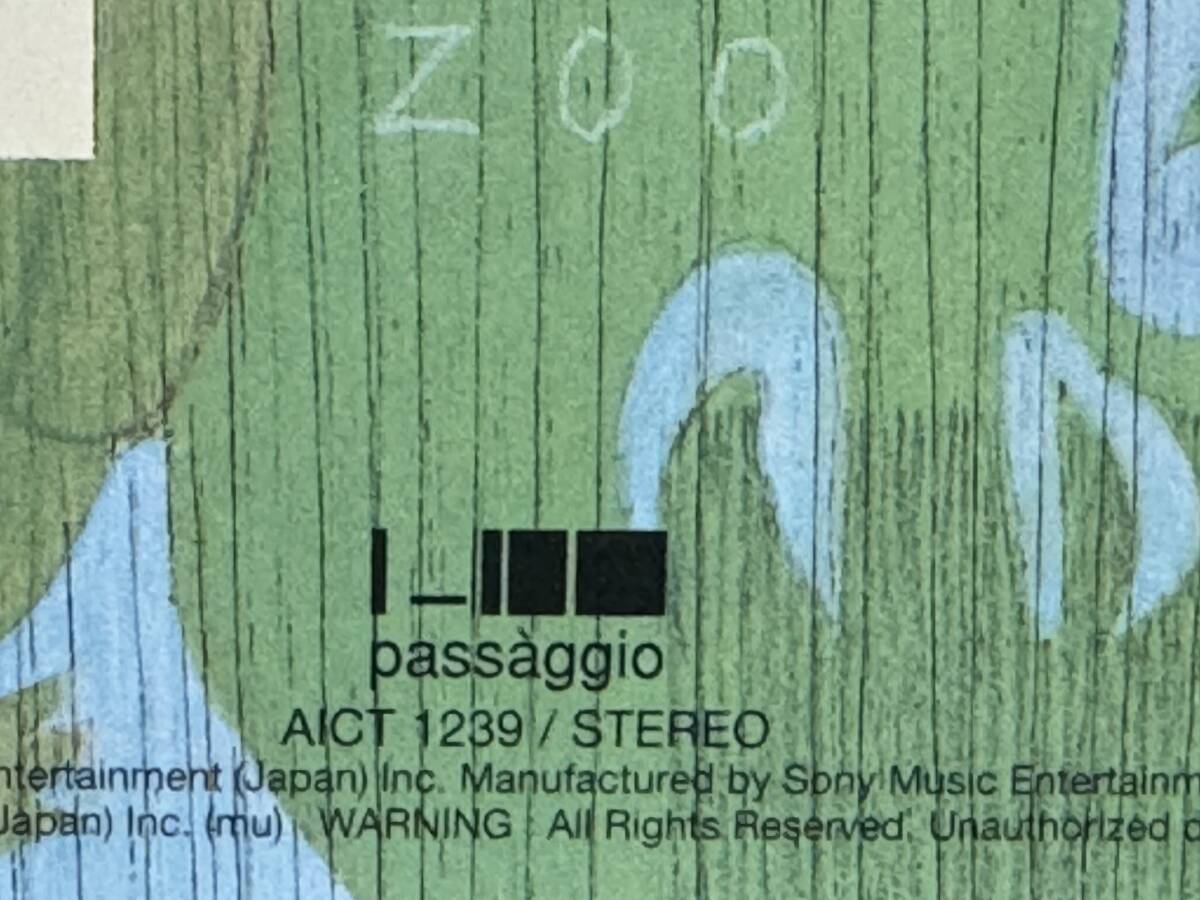 ZOO
passàggio
AICT 1239 / STEREO
ntertainment (Japan) Inc. Manufactured by Sony Music Entertainm
Japan) Inc. (mu) WARNING : All Rights Reserved. Unauthorized c